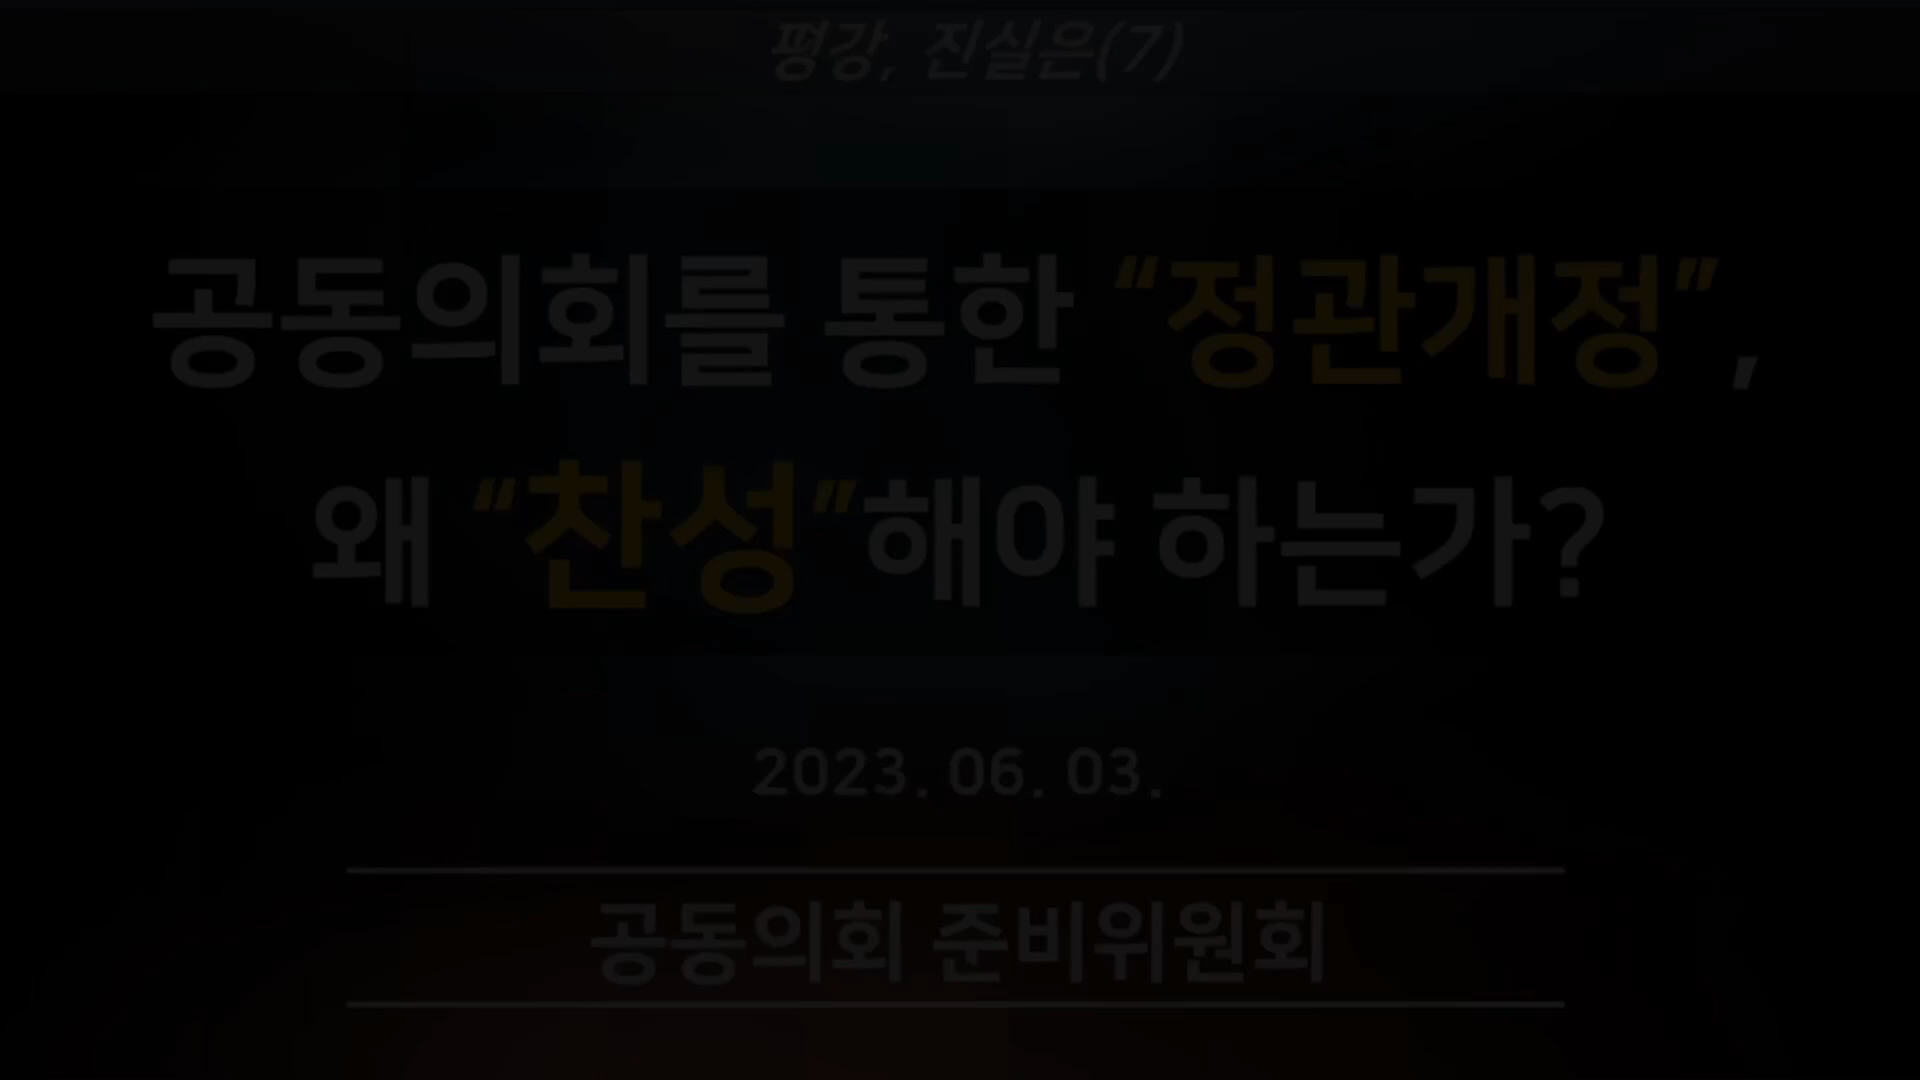 평강, 진실은(7)
공동의회를 통한 “정관개정”,
왜 “찬성”해야 하는가?
2023. 06. 03.
공동의회 준비위원회